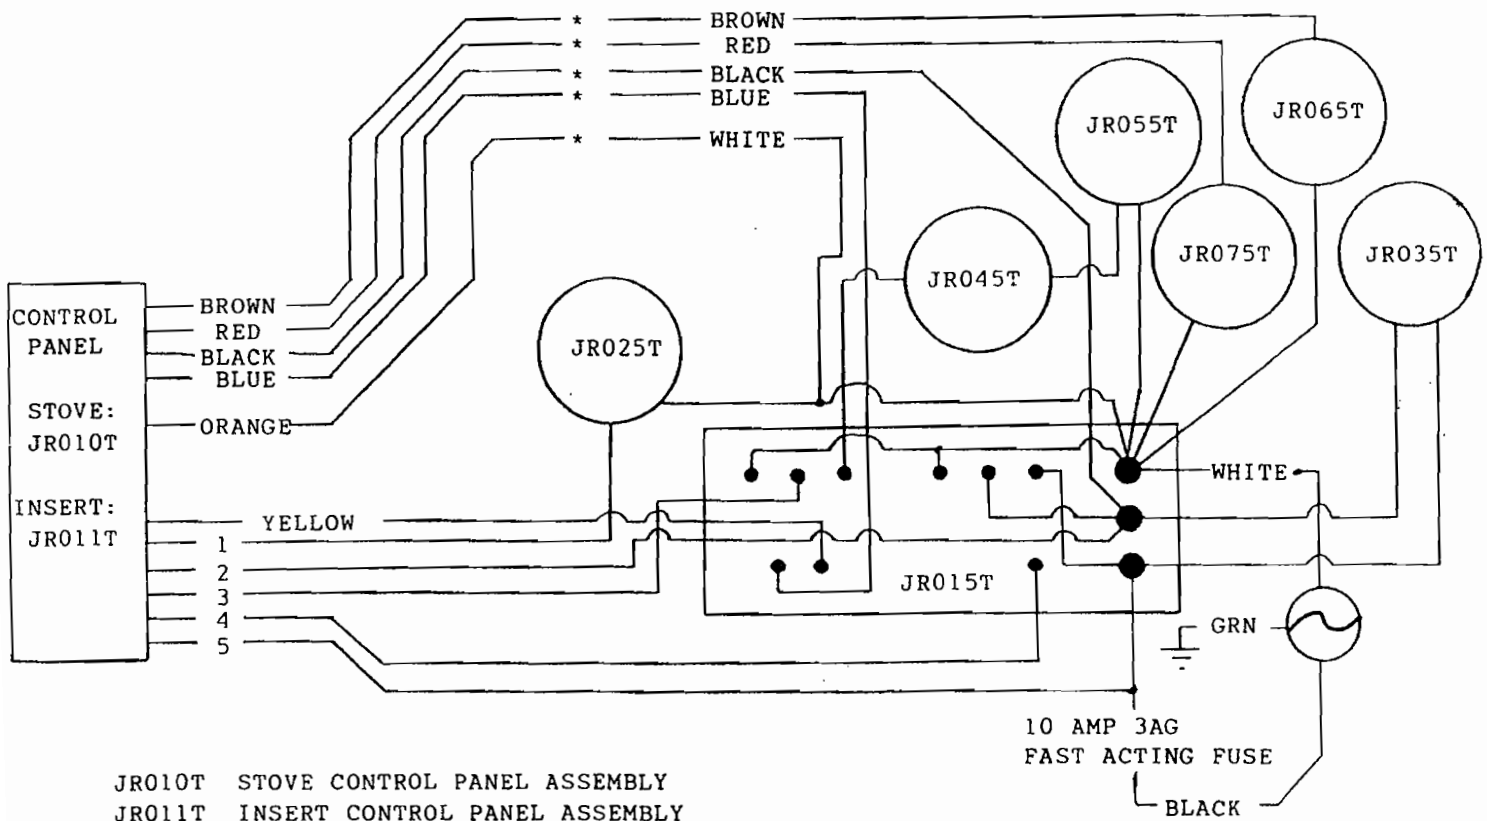 * BROWN
* RED
* BLACK
* BLUE
* WHITE
JR055T
JR065T
JR075T
JR035T
JR045T
JR025T
CONTROL
PANEL
STOVE:
JR010T
INSERT:
JR011T
BROWN
RED
BLACK
BLUE
ORANGE
YELLOW
1
2
3
4
5
WHITE
JR015T
GRN
10 AMP 3AG
FAST ACTING FUSE
BLACK
JR010T STOVE CONTROL PANEL ASSEMBLY
JR011T INSERT CONTROL PANEL ASSEMBLY